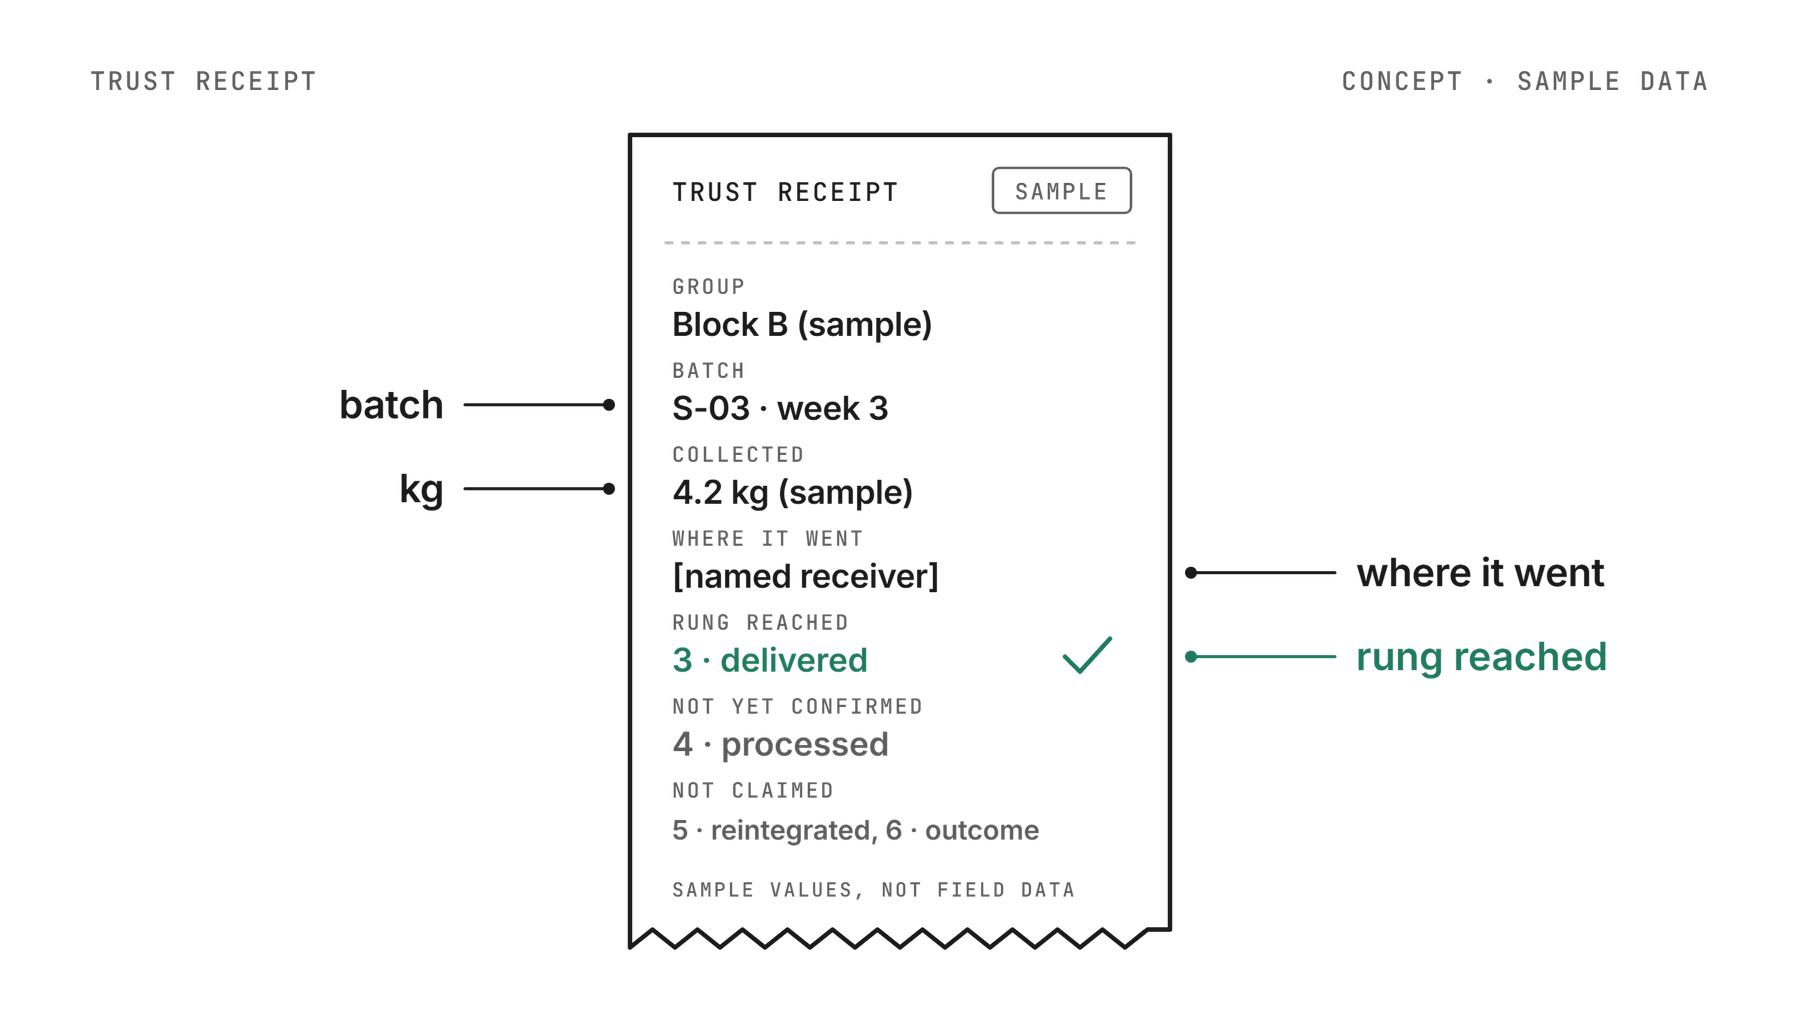 TRUST RECEIPT
CONCEPT · SAMPLE DATA
TRUST RECEIPT
SAMPLE
GROUP
Block B (sample)
BATCH
S-03 · week 3
batch
COLLECTED
4.2 kg (sample)
kg
WHERE IT WENT
[named receiver]
where it went
RUNG REACHED
3 · delivered
rung reached
NOT YET CONFIRMED
4 · processed
NOT CLAIMED
5 · reintegrated, 6 · outcome
SAMPLE VALUES, NOT FIELD DATA